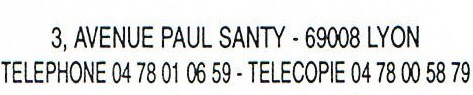 3, AVENUE PAUL SANTY - 69008 LYON
TELEPHONE 04 78 01 06 59 - TELECOPIE 04 78 00 58 79